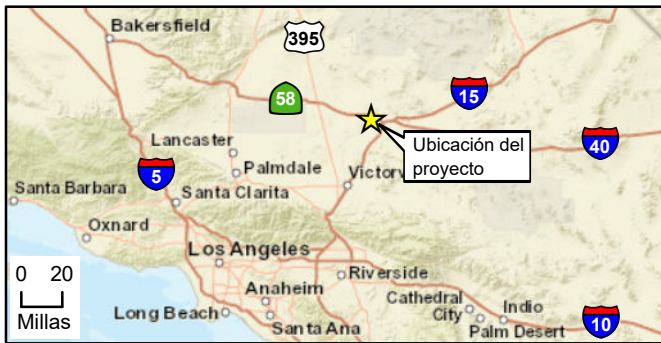 Bakersfield
395
58
15
Lancaster
Ubicación del
proyecto
40
Palmdale
5
Victorv
Santa Barbara
Santa Clarita
Oxnard
Los Angeles
0 20
Millas
Riverside
Anaheim
Cathedral
City
Indio
Long Beach
Santa Ana
Palm Desert
10